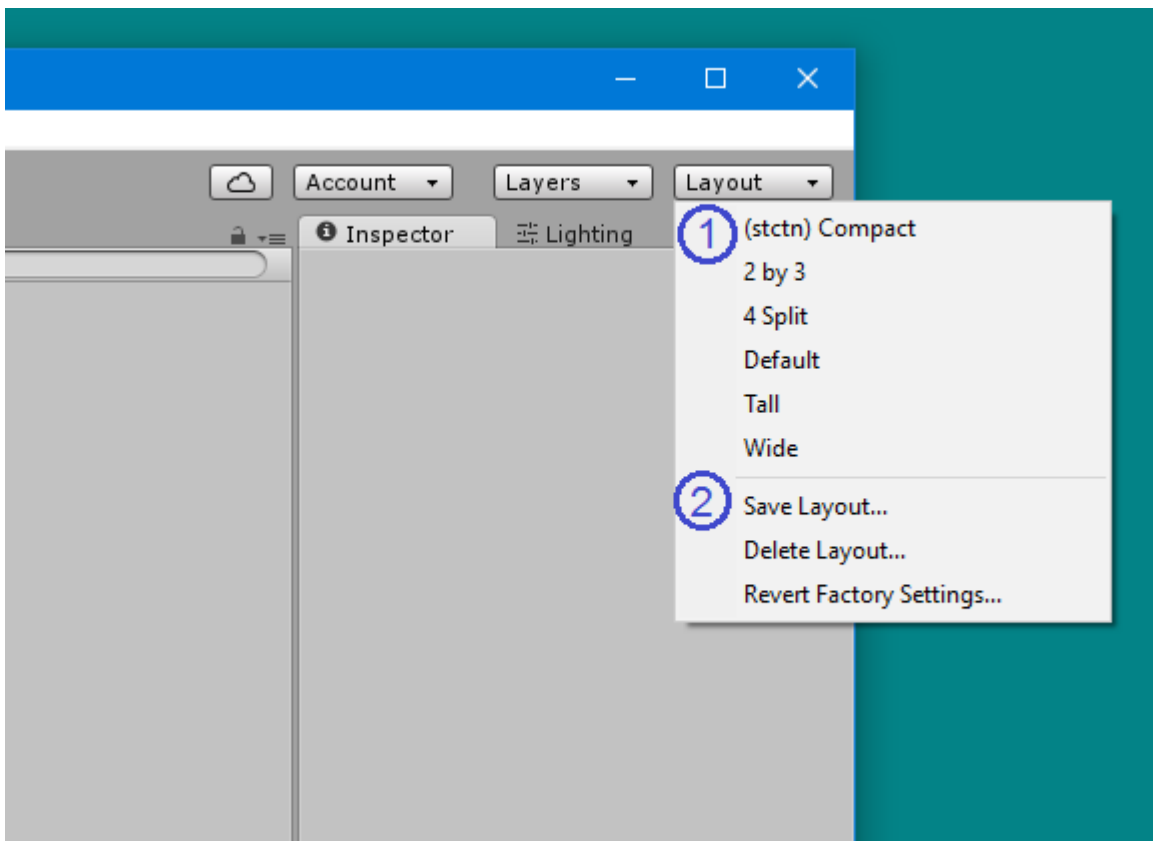 Account
Layers
Layout
Inspector
Lighting
1
(stctn) Compact
2 by 3
4 Split
Default
Tall
Wide
2
Save Layout...
Delete Layout...
Revert Factory Settings...